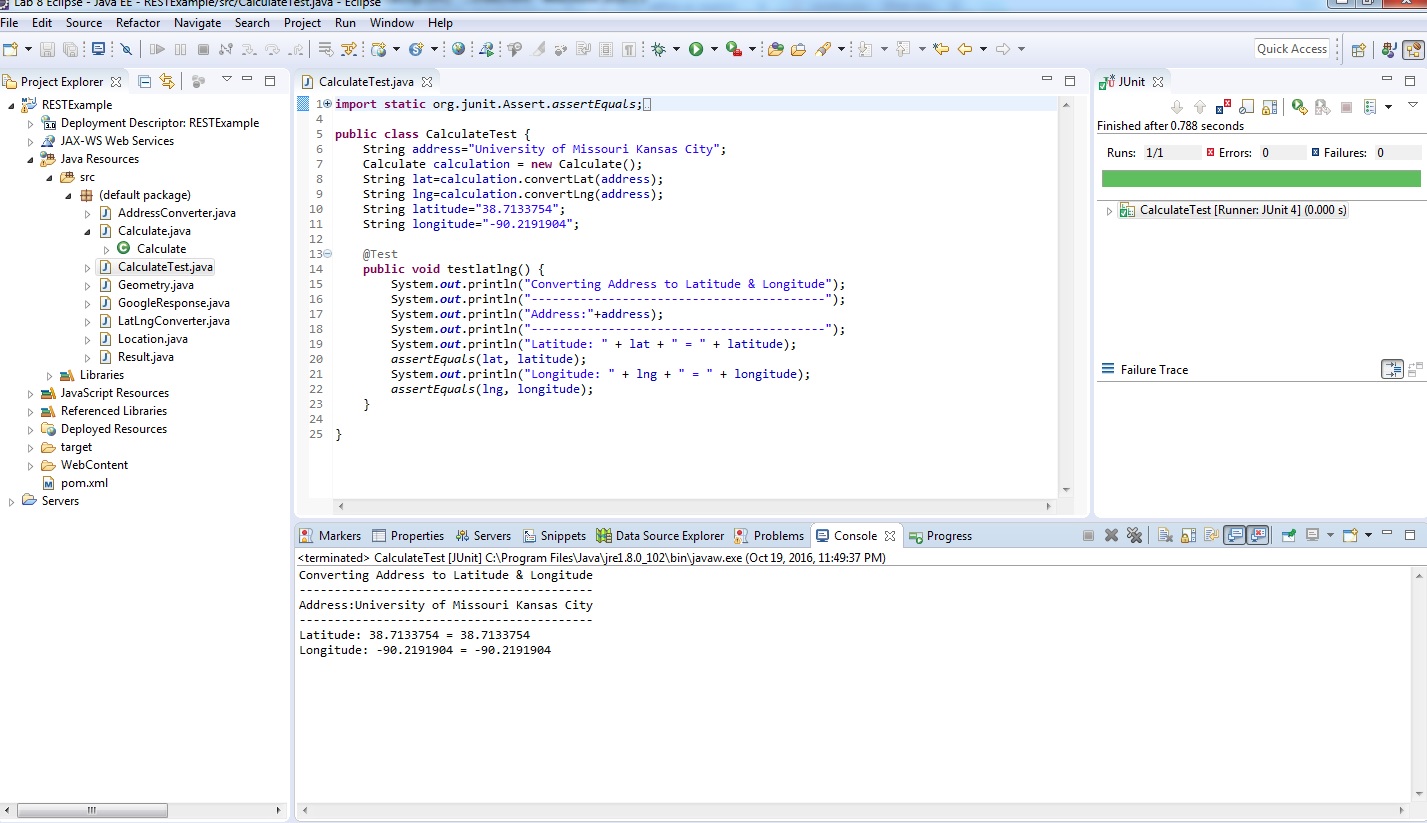 Lab 8 Eclipse - Java EE - RESTExample/src/CalculateTest.java - Eclipse
File Edit Source Refactor Navigate Search Project Run Window Help
Quick Access
Project Explorer
RESTExample
Deployment Descriptor: RESTExample
JAX-WS Web Services
Java Resources
src
(default package)
AddressConverter.java
Calculate.java
Calculate
CalculateTest.java
Geometry.java
GoogleResponse.java
LatLngConverter.java
Location.java
Result.java
Libraries
JavaScript Resources
Referenced Libraries
Deployed Resources
target
WebContent
pom.xml
Servers
CalculateTest.java
1 import static org.junit.Assert.assertEquals;
4
5 public class CalculateTest {
6 String address="University of Missouri Kansas City";
7 Calculate calculation = new Calculate();
8 String lat=calculation.convertLat(address);
9 String lng=calculation.convertLng(address);
10 String latitude="38.7133754";
11 String longitude="-90.2191904";
12
13 @Test
14 public void testlatlng() {
15 System.out.println("Converting Address to Latitude & Longitude");
16 System.out.println("------------------------------------------");
17 System.out.println("Address:"+address);
18 System.out.println("------------------------------------------");
19 System.out.println("Latitude: " + lat + " = " + latitude);
20 assertEquals(lat, latitude);
21 System.out.println("Longitude: " + lng + " = " + longitude);
22 assertEquals(lng, longitude);
23 }
24
25 }
JUnit
Finished after 0.788 seconds
Runs: 1/1 Errors: 0 Failures: 0
CalculateTest [Runner: JUnit 4] (0.000 s)
Failure Trace
Markers Properties Servers Snippets Data Source Explorer Problems Console Progress
<terminated> CalculateTest [JUnit] C:\Program Files\Java\jre1.8.0_102\bin\javaw.exe (Oct 19, 2016, 11:49:37 PM)
Converting Address to Latitude & Longitude
------------------------------------------
Address:University of Missouri Kansas City
------------------------------------------
Latitude: 38.7133754 = 38.7133754
Longitude: -90.2191904 = -90.2191904